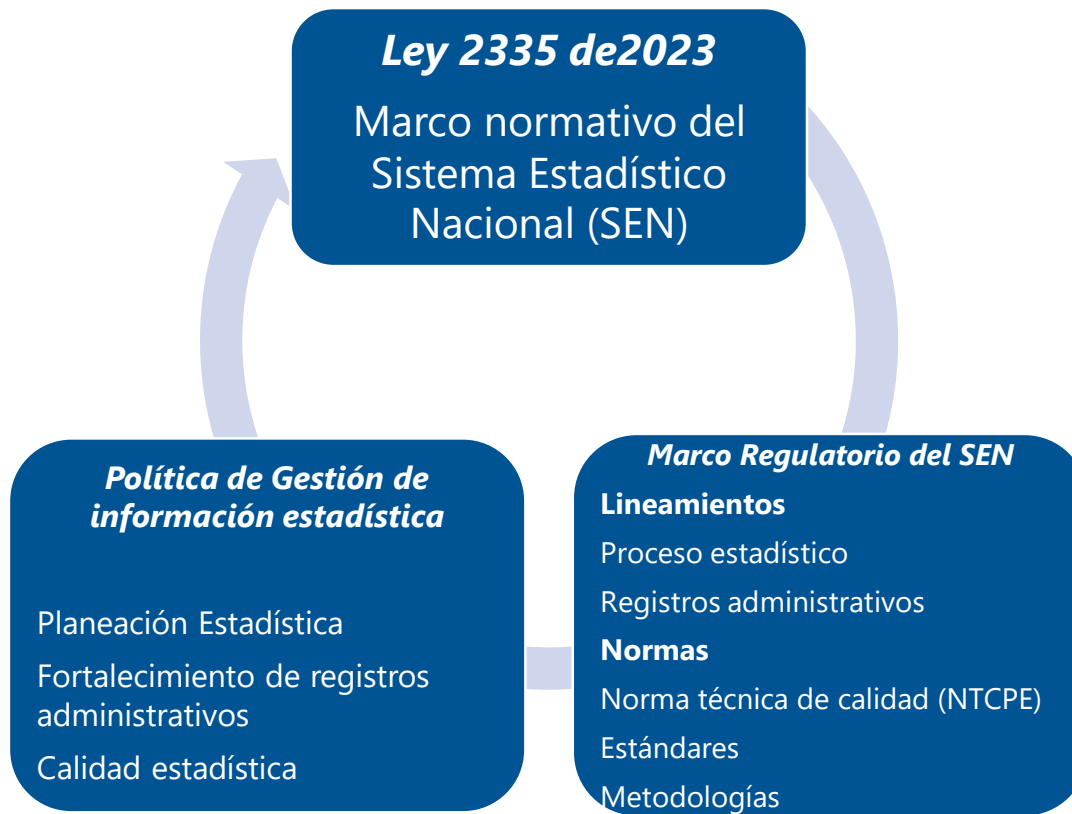 Ley 2335 de2023
Marco normativo del
Sistema Estadístico
Nacional (SEN)
Política de Gestión de
información estadística
Planeación Estadística
Fortalecimiento de registros
administrativos
Calidad estadística
Marco Regulatorio del SEN
Lineamientos
Proceso estadístico
Registros administrativos
Normas
Norma técnica de calidad (NTCPE)
Estándares
Metodologías